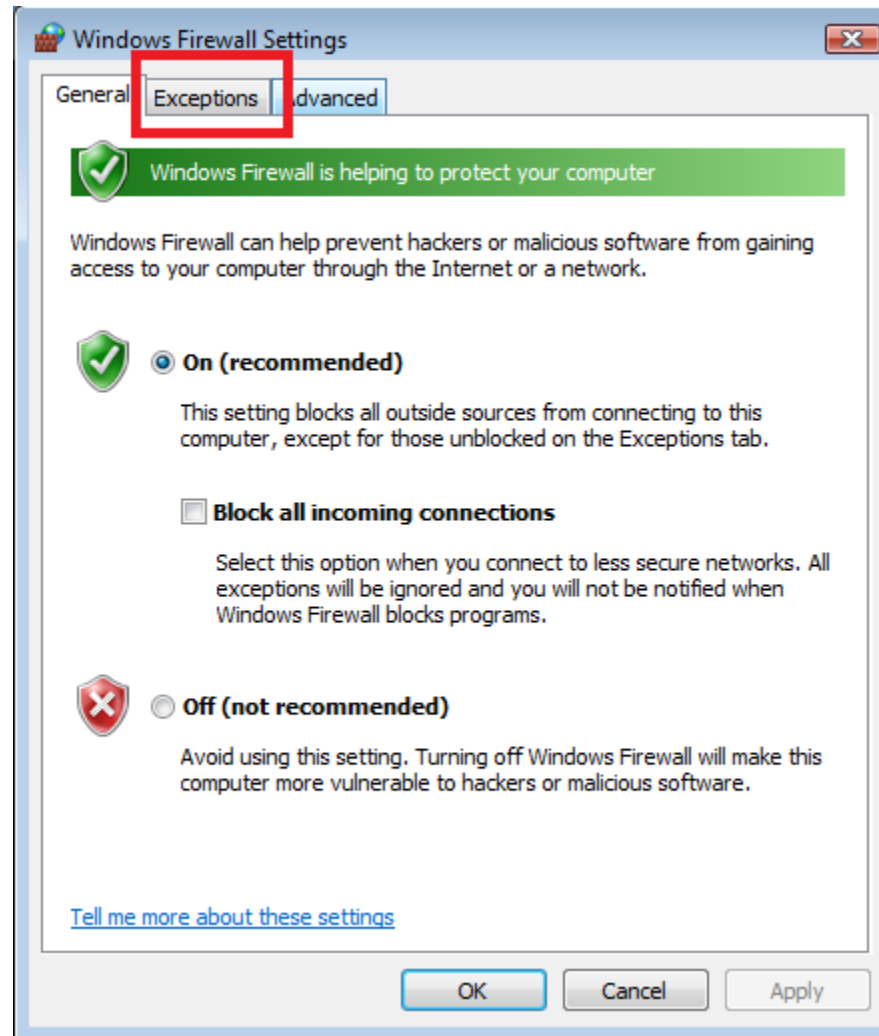 Windows Firewall Settings
General Exceptions Advanced
Windows Firewall is helping to protect your computer
Windows Firewall can help prevent hackers or malicious software from gaining
access to your computer through the Internet or a network.
On (recommended)
This setting blocks all outside sources from connecting to this
computer, except for those unblocked on the Exceptions tab.
Block all incoming connections
Select this option when you connect to less secure networks. All
exceptions will be ignored and you will not be notified when
Windows Firewall blocks programs.
Off (not recommended)
Avoid using this setting. Turning off Windows Firewall will make this
computer more vulnerable to hackers or malicious software.
Tell me more about these settings
OK Cancel Apply